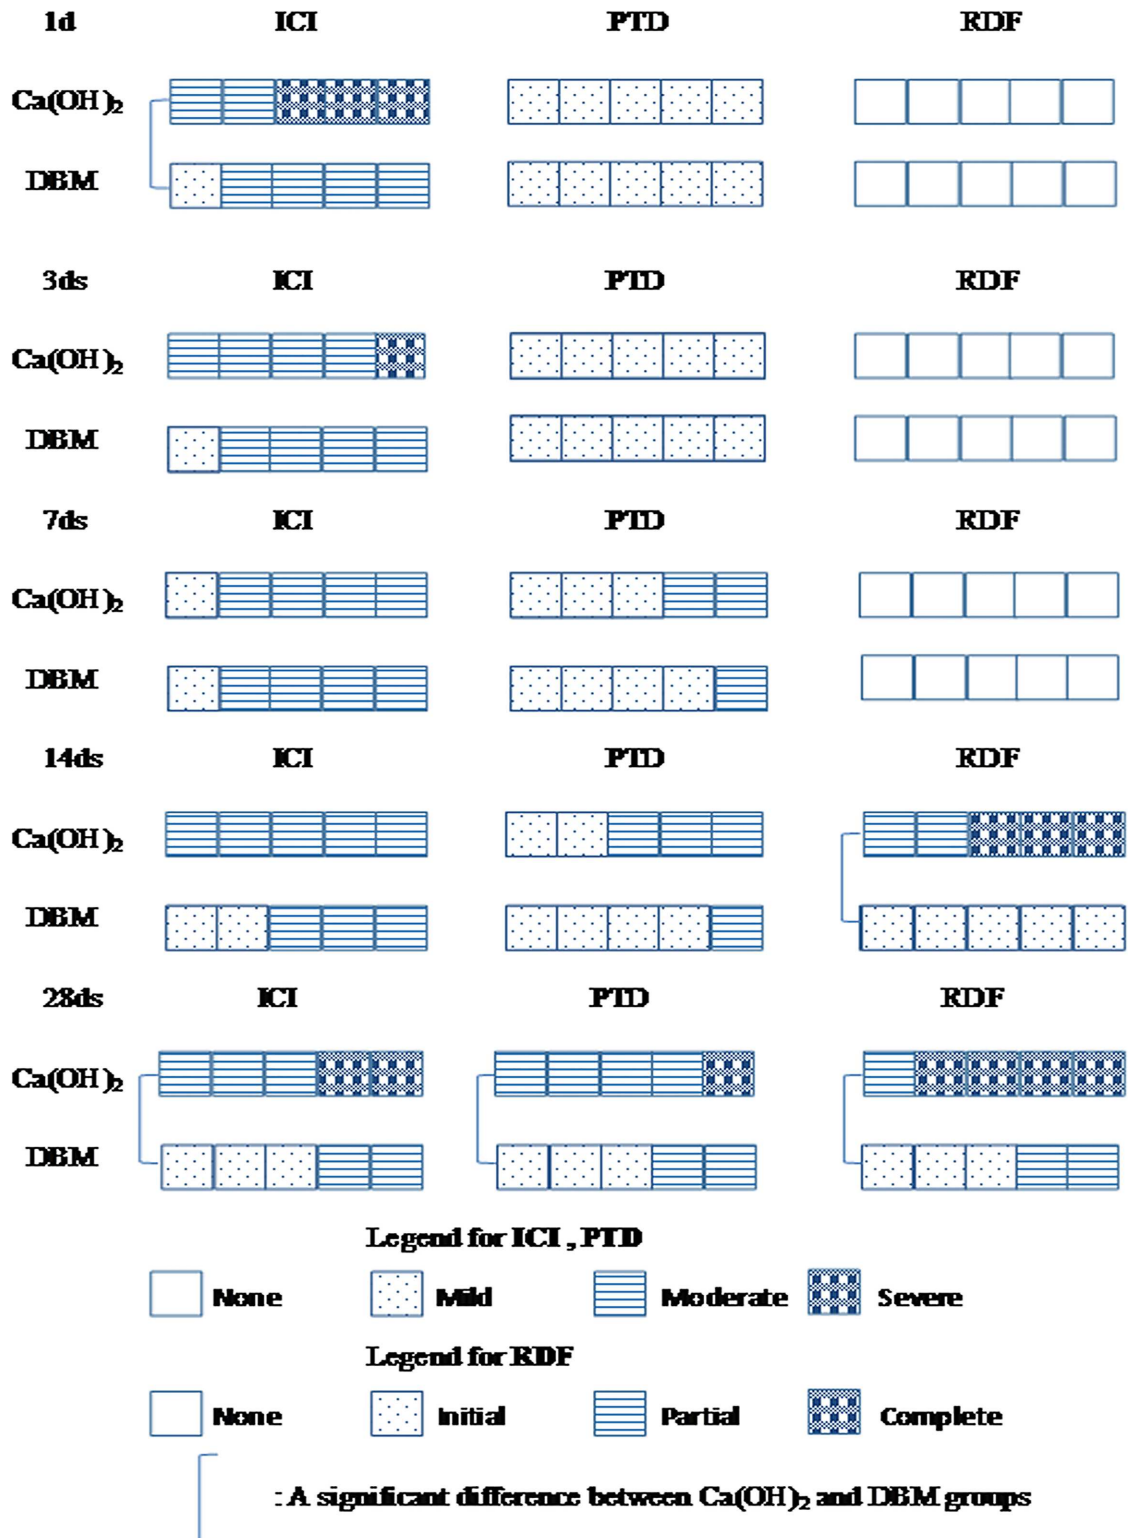 1d ICI PTD RDF
Ca(OH)₂
DBM
3ds ICI PTD RDF
Ca(OH)₂
DBM
7ds ICI PTD RDF
Ca(OH)₂
DBM
14ds ICI PTD RDF
Ca(OH)₂
DBM
28ds ICI PTD RDF
Ca(OH)₂
DBM
Legend for ICI , PTD
None Mild Moderate Severe
Legend for RDF
None Initial Partial Complete
: A significant difference between Ca(OH)₂ and DBM groups